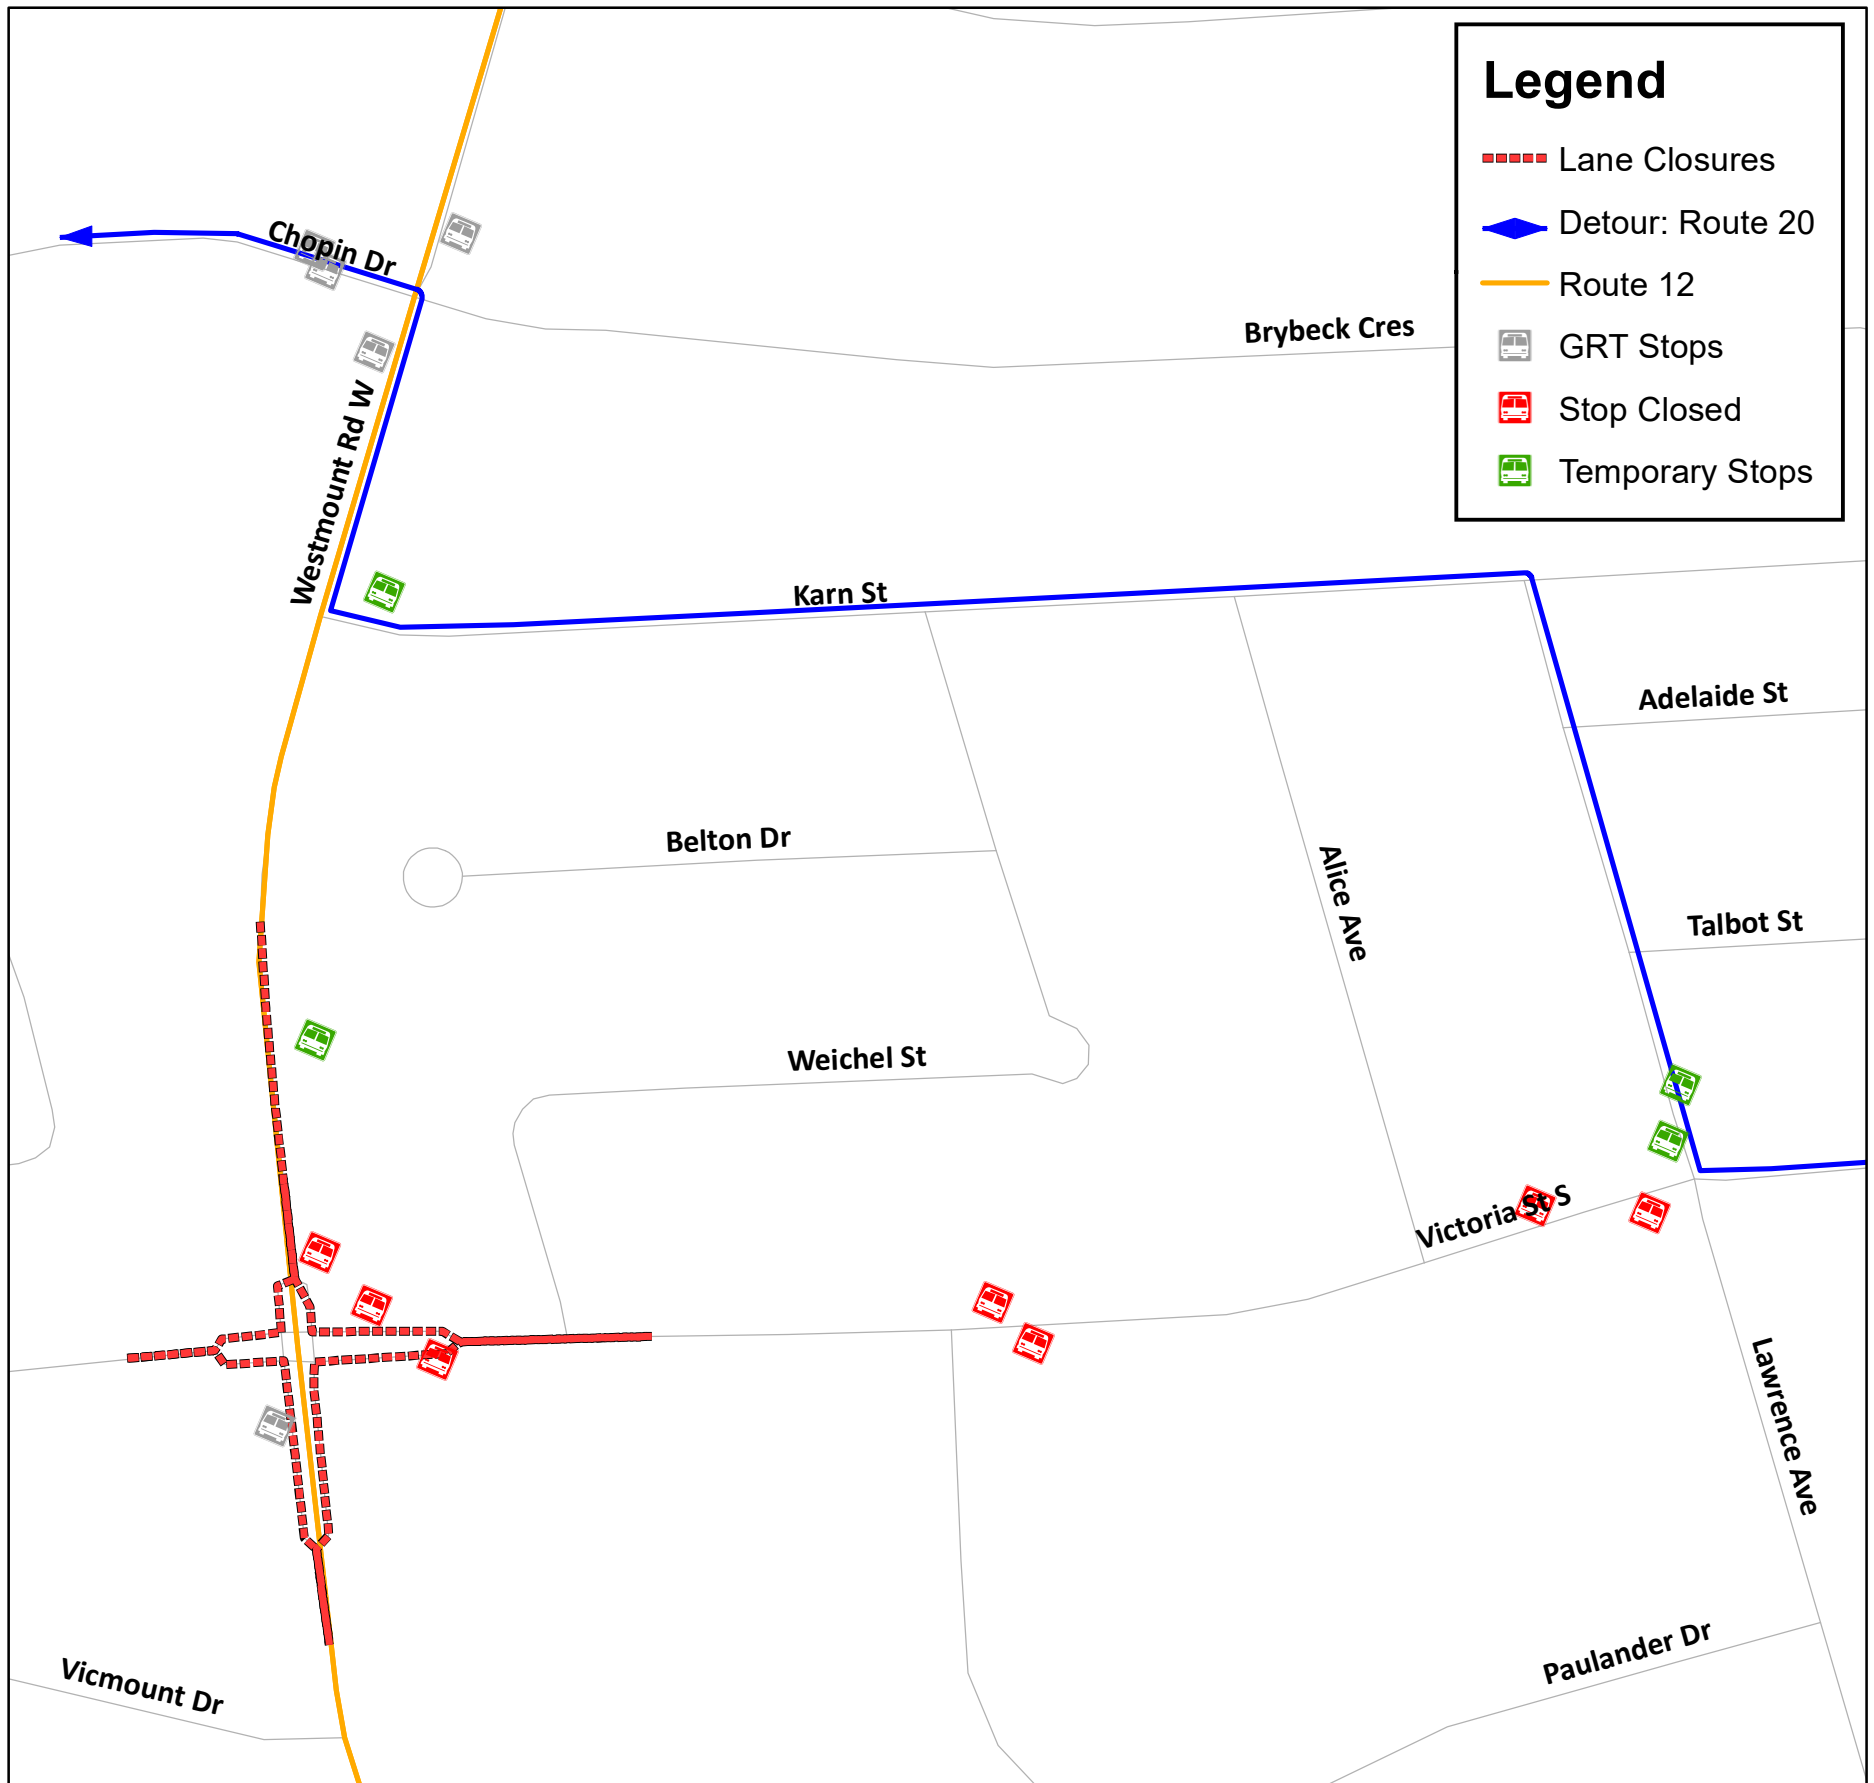 Legend
Lane Closures
Detour: Route 20
Route 12
GRT Stops
Stop Closed
Temporary Stops
Chopin Dr
Brybeck Cres
Westmount Rd W
Karn St
Adelaide St
Belton Dr
Alice Ave
Talbot St
Weichel St
Victoria St S
Lawrence Ave
Paulander Dr
Vicmount Dr